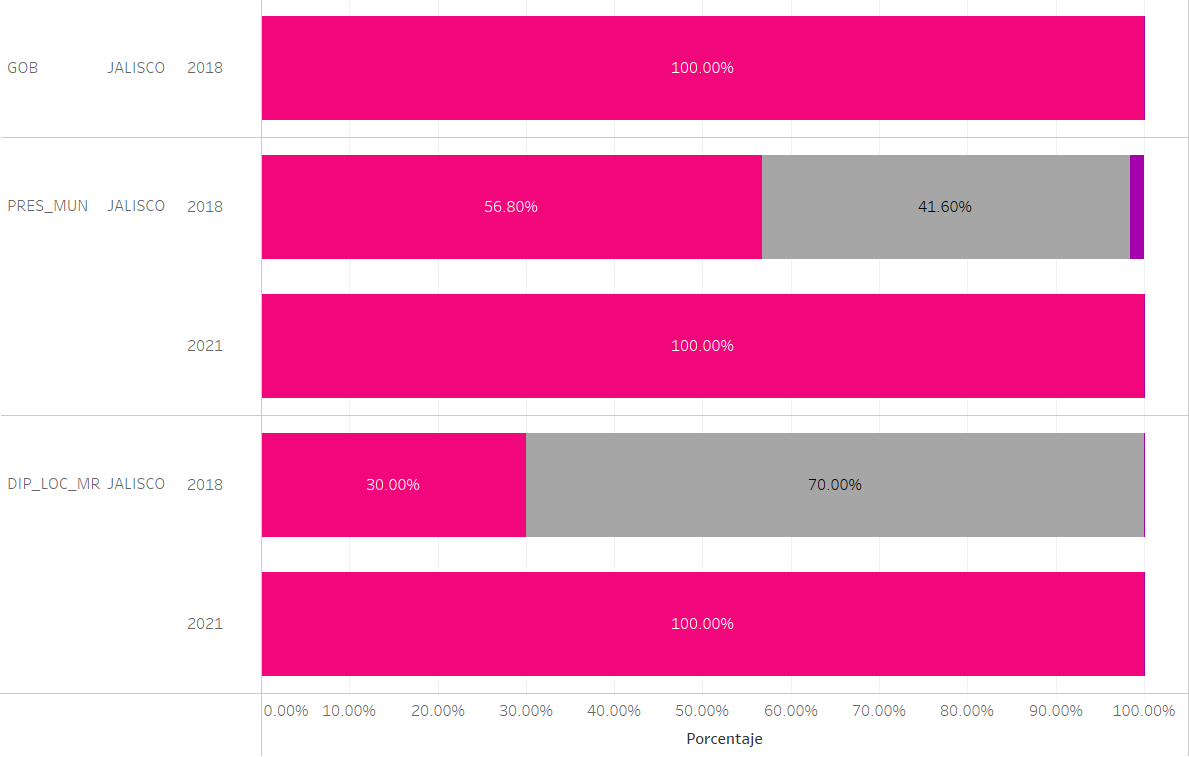 GOB JALISCO 2018 100.00%
PRES_MUN JALISCO 2018 56.80% 41.60%
2021 100.00%
DIP_LOC_MR JALISCO 2018 30.00% 70.00%
2021 100.00%
0.00% 10.00% 20.00% 30.00% 40.00% 50.00% 60.00% 70.00% 80.00% 90.00% 100.00%
Porcentaje